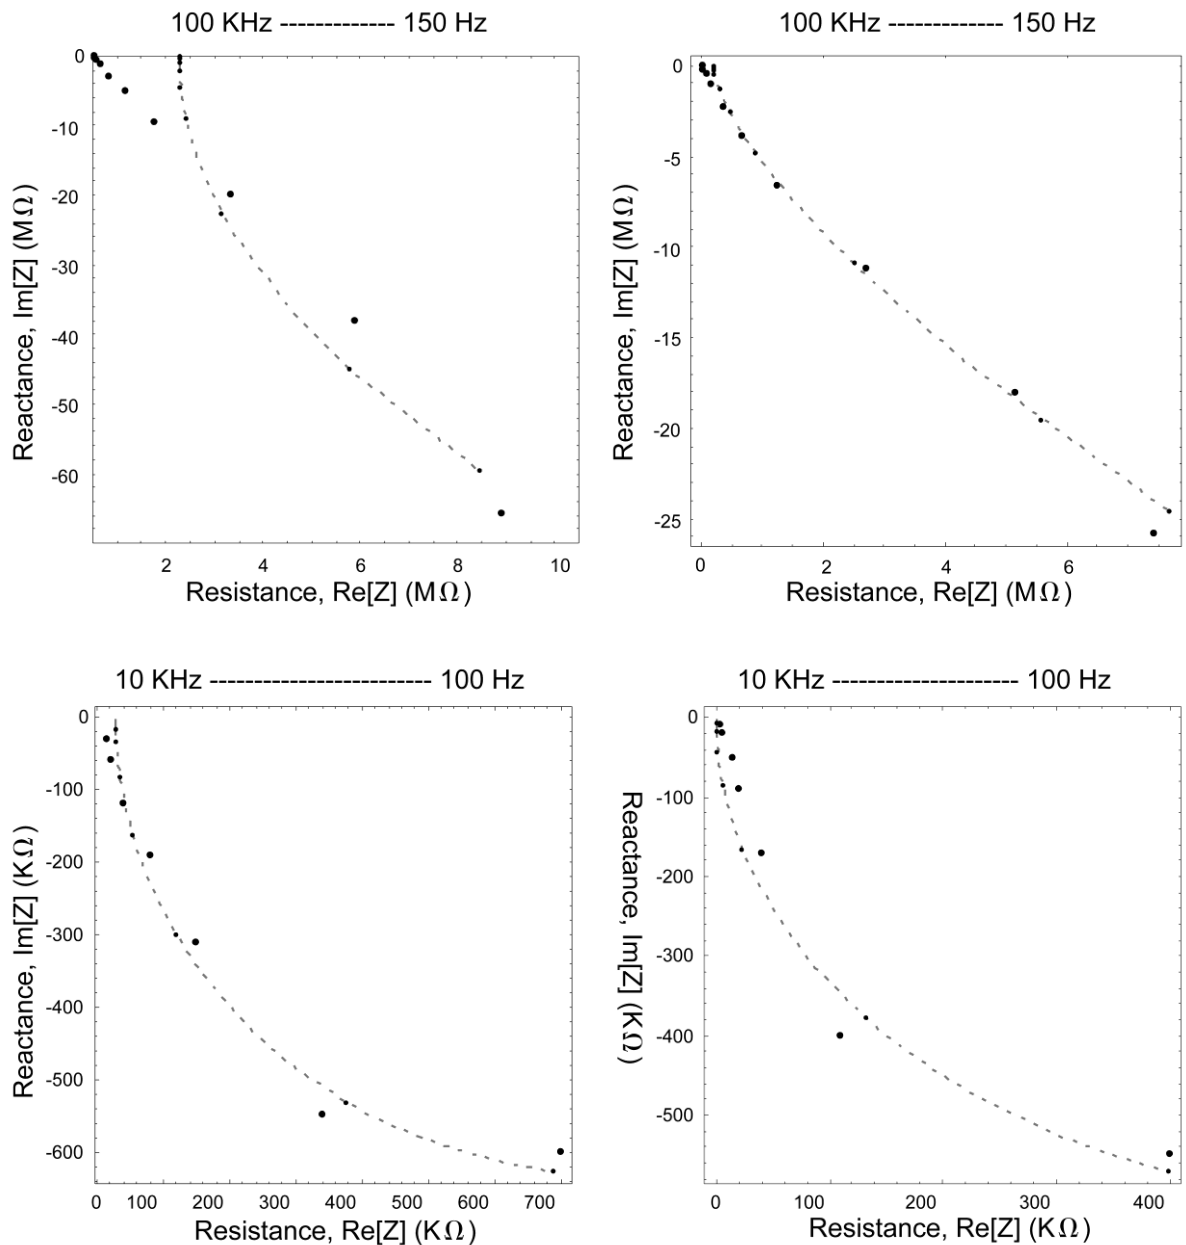 100 KHz ------------- 150 Hz
0
-10
-20
-30
-40
-50
-60
Reactance, Im[Z] (MΩ)
2 4 6 8 10
Resistance, Re[Z] (MΩ)
100 KHz ------------ 150 Hz
0
-5
-10
-15
-20
-25
Reactance, Im[Z] (MΩ)
0 2 4 6
Resistance, Re[Z] (MΩ)
10 KHz ------------------------- 100 Hz
0
-100
-200
-300
-400
-500
-600
Reactance, Im[Z] (KΩ)
0 100 200 300 400 500 600 700
Resistance, Re[Z] (KΩ)
10 KHz --------------------- 100 Hz
0
-100
-200
-300
-400
-500
Reactance, Im[Z] (KΩ)
0 100 200 300 400
Resistance, Re[Z] (KΩ)